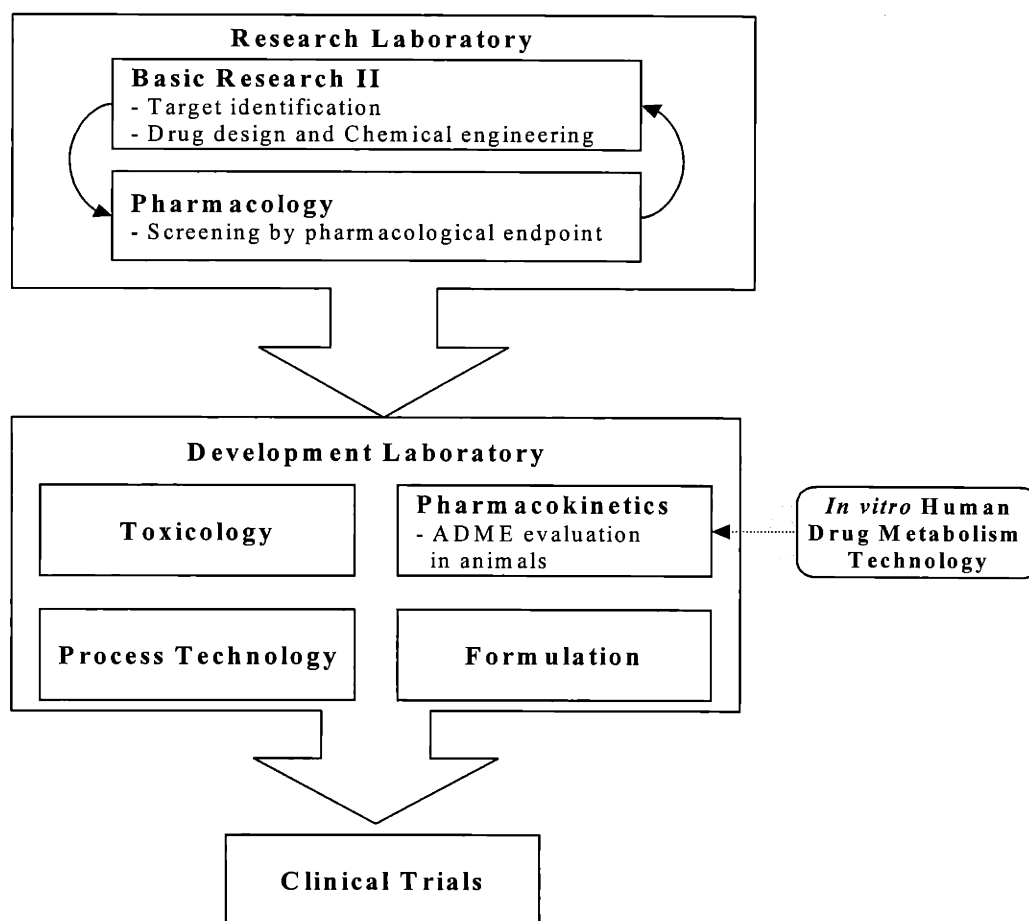 Research Laboratory
Basic Research II
- Target identification
- Drug design and Chemical engineering
Pharmacology
- Screening by pharmacological endpoint
Development Laboratory
Toxicology
Pharmacokinetics
- ADME evaluation
in animals
In vitro Human
Drug Metabolism
Technology
Process Technology
Formulation
Clinical Trials